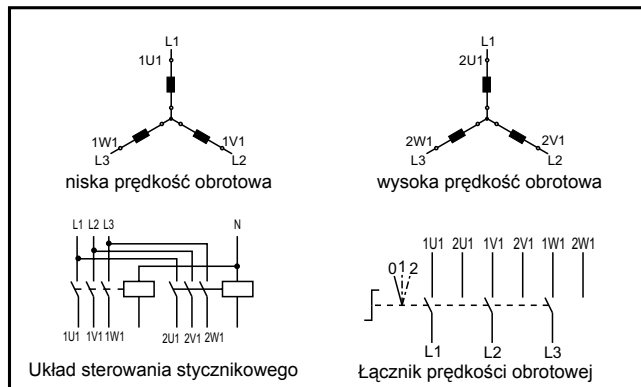 L1
1U1
1W1
1V1
L3
L2
niska prędkość obrotowa
L1
2U1
2W1
2V1
L3
L2
wysoka prędkość obrotowa
L1 L2 L3 N
1U1 1V1 1W1 2U1 2V1 2W1
Układ sterowania stycznikowego
1U1 2U1 1V1 2V1 1W1 2W1
0 1 2
L1 L2 L3
Łącznik prędkości obrotowej